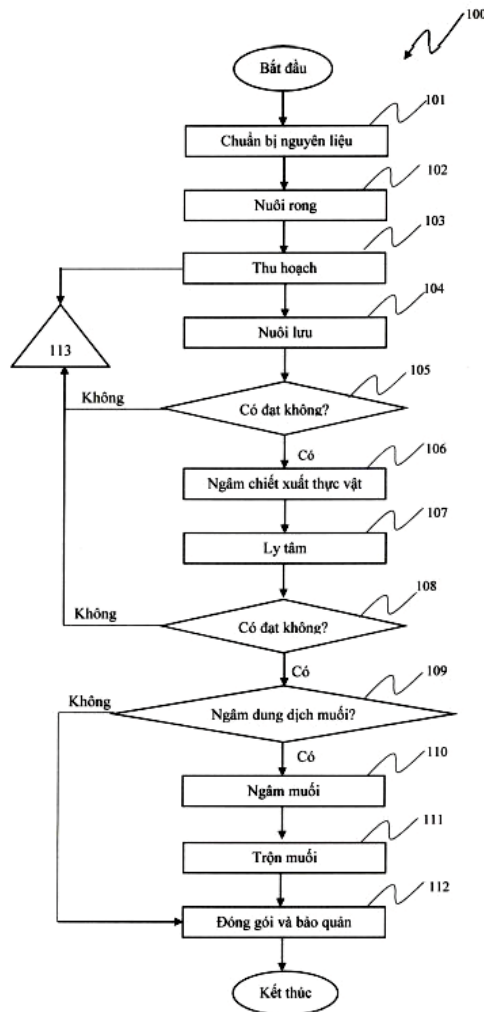 100
Bắt đầu
101
Chuẩn bị nguyên liệu
102
Nuôi rong
103
Thu hoạch
104
Nuôi lưu
113
105
Không
Có đạt không?
Có
106
Ngâm chiết xuất thực vật
107
Ly tâm
108
Không
Có đạt không?
Có
109
Không
Ngâm dung dịch muối?
Có
110
Ngâm muối
111
Trộn muối
112
Đóng gói và bảo quản
Kết thúc